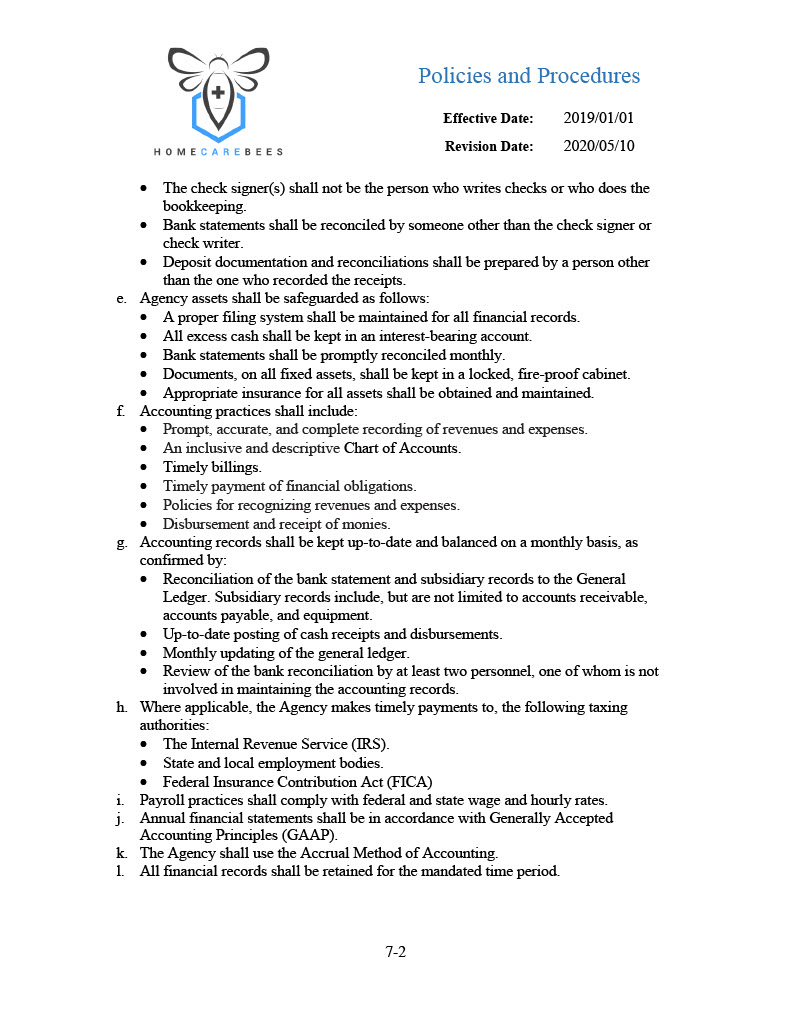 Policies and Procedures
Effective Date: 2019/01/01
Revision Date: 2020/05/10
HOMECAREBEES
• The check signer(s) shall not be the person who writes checks or who does the
bookkeeping.
• Bank statements shall be reconciled by someone other than the check signer or
check writer.
• Deposit documentation and reconciliations shall be prepared by a person other
than the one who recorded the receipts.
e. Agency assets shall be safeguarded as follows:
• A proper filing system shall be maintained for all financial records.
• All excess cash shall be kept in an interest-bearing account.
• Bank statements shall be promptly reconciled monthly.
• Documents, on all fixed assets, shall be kept in a locked, fire-proof cabinet.
• Appropriate insurance for all assets shall be obtained and maintained.
f. Accounting practices shall include:
• Prompt, accurate, and complete recording of revenues and expenses.
• An inclusive and descriptive Chart of Accounts.
• Timely billings.
• Timely payment of financial obligations.
• Policies for recognizing revenues and expenses.
• Disbursement and receipt of monies.
g. Accounting records shall be kept up-to-date and balanced on a monthly basis, as
confirmed by:
• Reconciliation of the bank statement and subsidiary records to the General
Ledger. Subsidiary records include, but are not limited to accounts receivable,
accounts payable, and equipment.
• Up-to-date posting of cash receipts and disbursements.
• Monthly updating of the general ledger.
• Review of the bank reconciliation by at least two personnel, one of whom is not
involved in maintaining the accounting records.
h. Where applicable, the Agency makes timely payments to, the following taxing
authorities:
• The Internal Revenue Service (IRS).
• State and local employment bodies.
• Federal Insurance Contribution Act (FICA)
i. Payroll practices shall comply with federal and state wage and hourly rates.
j. Annual financial statements shall be in accordance with Generally Accepted
Accounting Principles (GAAP).
k. The Agency shall use the Accrual Method of Accounting.
l. All financial records shall be retained for the mandated time period.
7-2